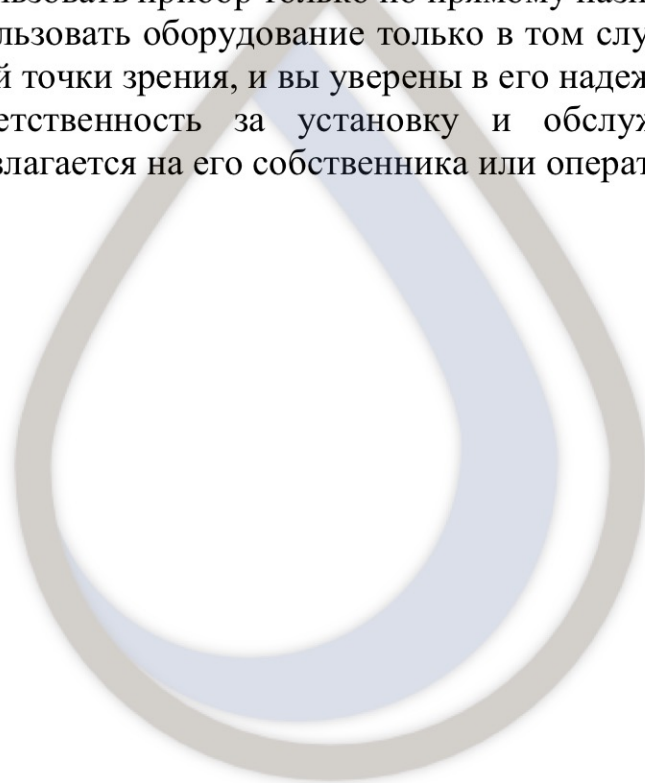 льзовать прибор только по прямому назн
льзовать оборудование только в том слу
й точки зрения, и вы уверены в его надеж
етственность за установку и обслуж
злагается на его собственника или операт